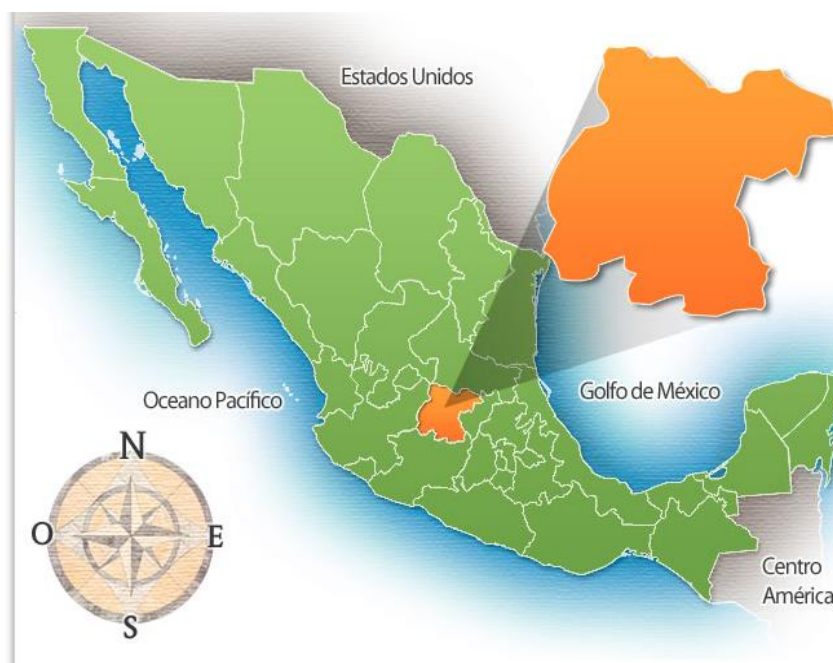 Estados Unidos
Oceano Pacífico
Golfo de México
N
O
E
S
Centro
América